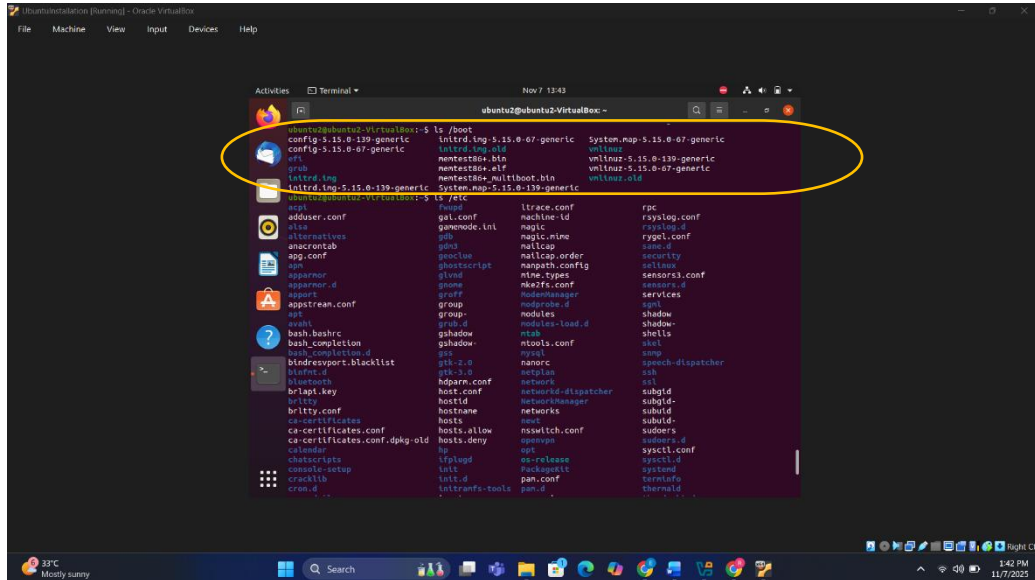 UbuntuInstallation [Running] - Oracle VirtualBox
File Machine View Input Devices Help
Activities Terminal Nov 7 13:43
ubuntu2@ubuntu2-VirtualBox: ~
ubuntu2@ubuntu2-VirtualBox:~$ ls /boot
config-5.15.0-139-generic initrd.img-5.15.0-67-generic System.map-5.15.0-67-generic
config-5.15.0-67-generic initrd.img.old vmlinuz
efi memtest86+.bin vmlinuz-5.15.0-139-generic
grub memtest86+.elf vmlinuz-5.15.0-67-generic
initrd.img memtest86+_multiboot.bin vmlinuz.old
initrd.img-5.15.0-139-generic System.map-5.15.0-139-generic
ubuntu2@ubuntu2-VirtualBox:~$ ls /etc
acpi fwupd ltrace.conf rpc
adduser.conf gai.conf machine-id rsyslog.conf
alsa gamemode.ini magic rsyslog.d
alternatives gdb magic.mime rygel.conf
anacrontab gdm3 mailcap sane.d
apg.conf geoclue mailcap.order security
apm ghostscript manpath.config selinux
apparmor glvnd mime.types sensors3.conf
apparmor.d gnome mke2fs.conf sensors.d
apport groff ModemManager services
appstream.conf group modprobe.d sgml
apt group- modules shadow
avahi grub.d modules-load.d shadow-
bash.bashrc gshadow mtab shells
bash_completion gshadow- mtools.conf skel
bash_completion.d gss mysql snmp
bindresvport.blacklist gtk-2.0 nanorc speech-dispatcher
binfmt.d gtk-3.0 netplan ssh
bluetooth hdparm.conf network ssl
brlapi.key host.conf networkd-dispatcher subgid
brltty hostid NetworkManager subgid-
brltty.conf hostname networks subuid
ca-certificates hosts newt subuid-
ca-certificates.conf hosts.allow nsswitch.conf sudoers
ca-certificates.conf.dpkg-old hosts.deny openvpn sudoers.d
calendar hp opt sysctl.conf
chatscripts ifplugd os-release sysctl.d
console-setup init PackageKit systemd
cracklib init.d pam.conf terminfo
cron.d initramfs-tools pam.d thermald
Right C
33°C
Mostly sunny
Search
1:42 PM
11/7/2025